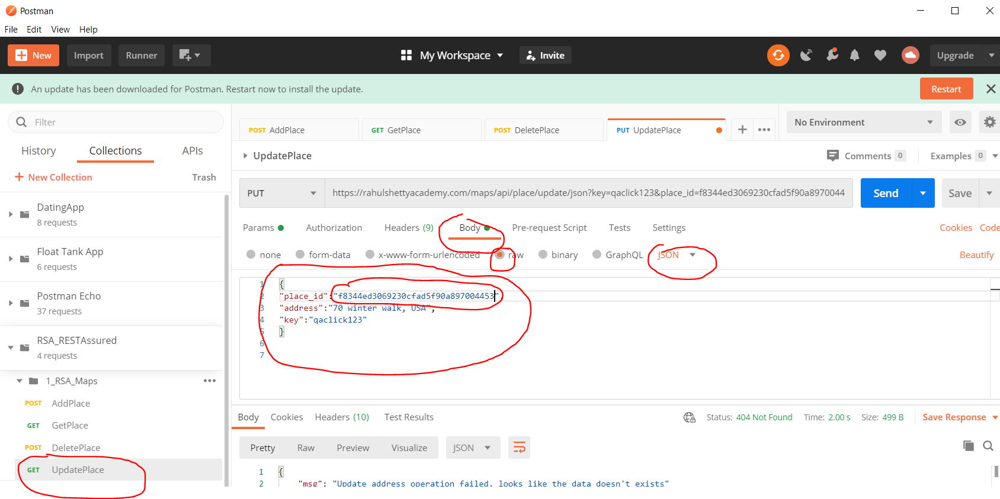 Postman
File Edit View Help
New Import Runner My Workspace Invite Upgrade
An update has been downloaded for Postman. Restart now to install the update. Restart
Filter
History Collections APIs
New Collection Trash
DatingApp
8 requests
Float Tank App
6 requests
Postman Echo
37 requests
RSA_RESTAssured
4 requests
1_RSA_Maps
POST AddPlace
GET GetPlace
POST DeletePlace
GET UpdatePlace
POST AddPlace GET GetPlace POST DeletePlace PUT UpdatePlace No Environment
UpdatePlace Comments 0 Examples 0
PUT https://rahulshettyacademy.com/maps/api/place/update/json?key=qaclick123&place_id=f8344ed3069230cfad5f90a8970044 Send Save
Params Authorization Headers (9) Body Pre-request Script Tests Settings Cookies Code
none form-data x-www-form-urlencoded raw binary GraphQL JSON Beautify
1 {
2 "place_id":"f8344ed3069230cfad5f90a897004453",
3 "address":"70 winter walk, USA",
4 "key":"qaclick123"
5 }
6
7
Body Cookies Headers (10) Test Results Status: 404 Not Found Time: 2.00 s Size: 499 B Save Response
Pretty Raw Preview Visualize JSON
1 {
2 "msg": "Update address operation failed, looks like the data doesn't exists"